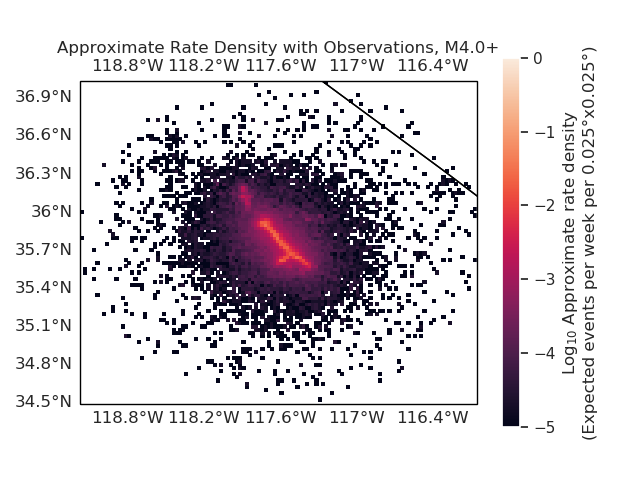 Approximate Rate Density with Observations, M4.0+
118.8°W 118.2°W 117.6°W 117°W 116.4°W
36.9°N
36.6°N
36.3°N
36°N
35.7°N
35.4°N
35.1°N
34.8°N
34.5°N
118.8°W 118.2°W 117.6°W 117°W 116.4°W
0
−1
−2
−3
−4
−5
Log₁₀ Approximate rate density
(Expected events per week per 0.025°x0.025°)